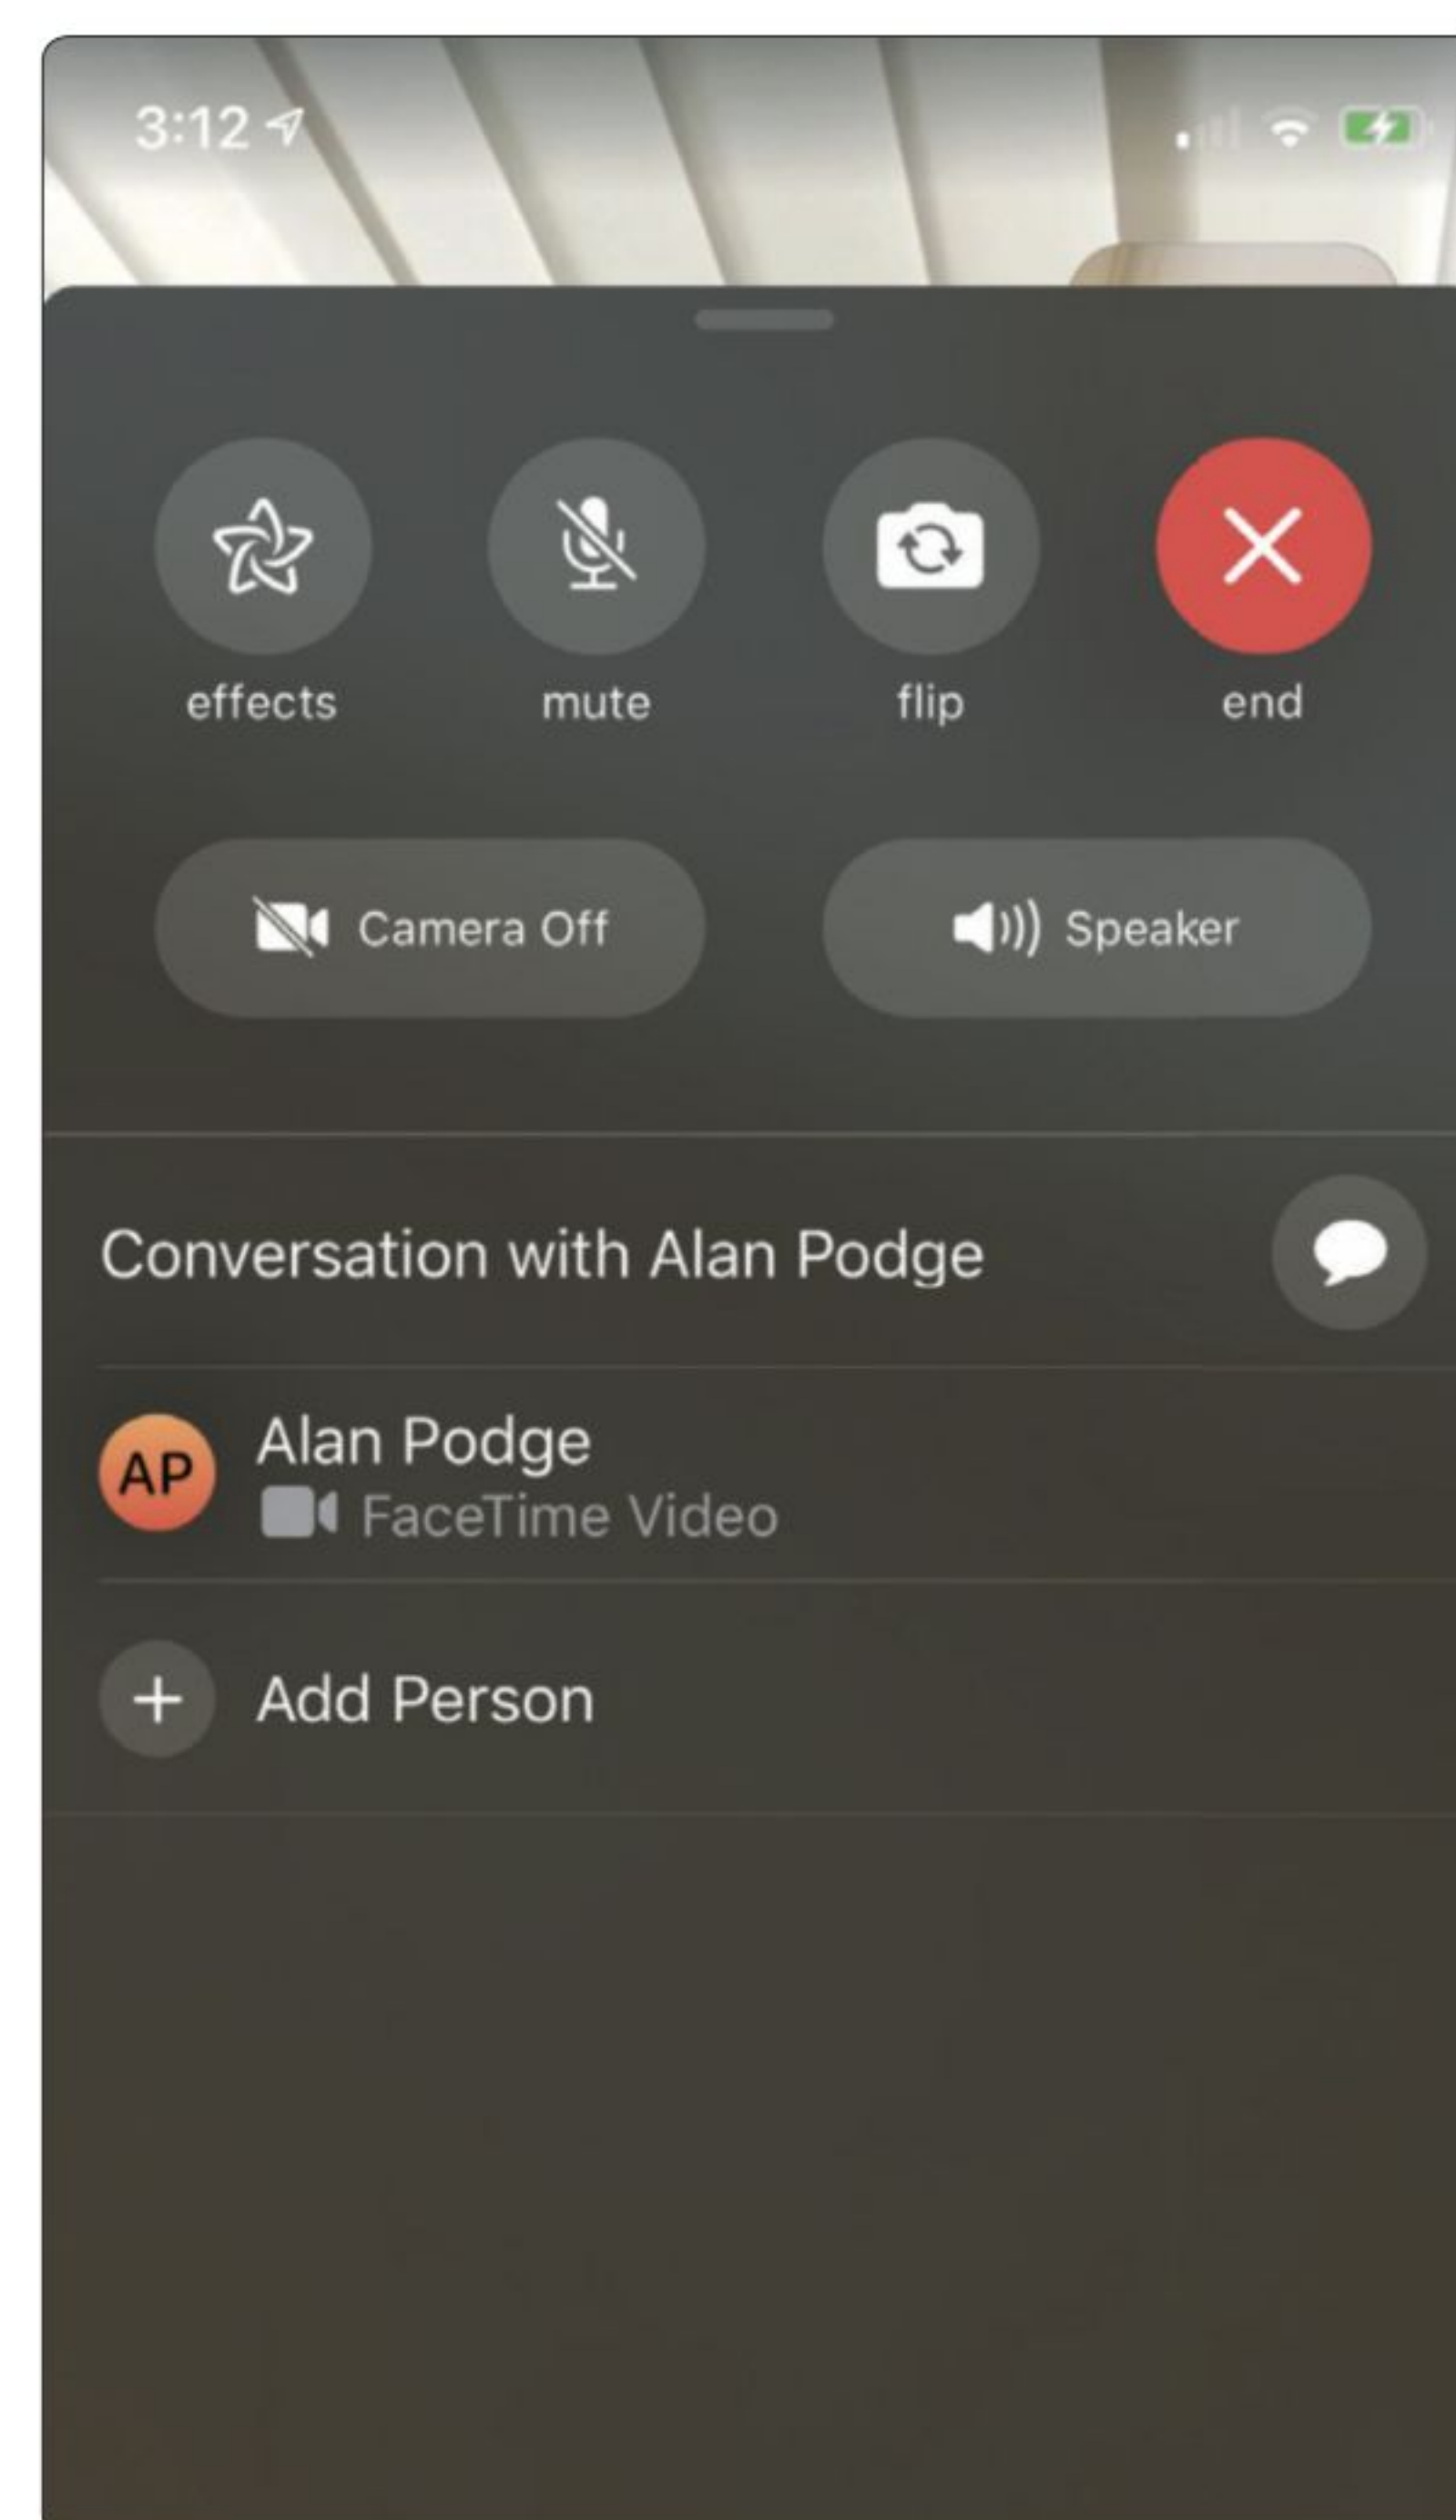 3:12
effects mute flip end
Camera Off Speaker
Conversation with Alan Podge
AP
Alan Podge
FaceTime Video
Add Person